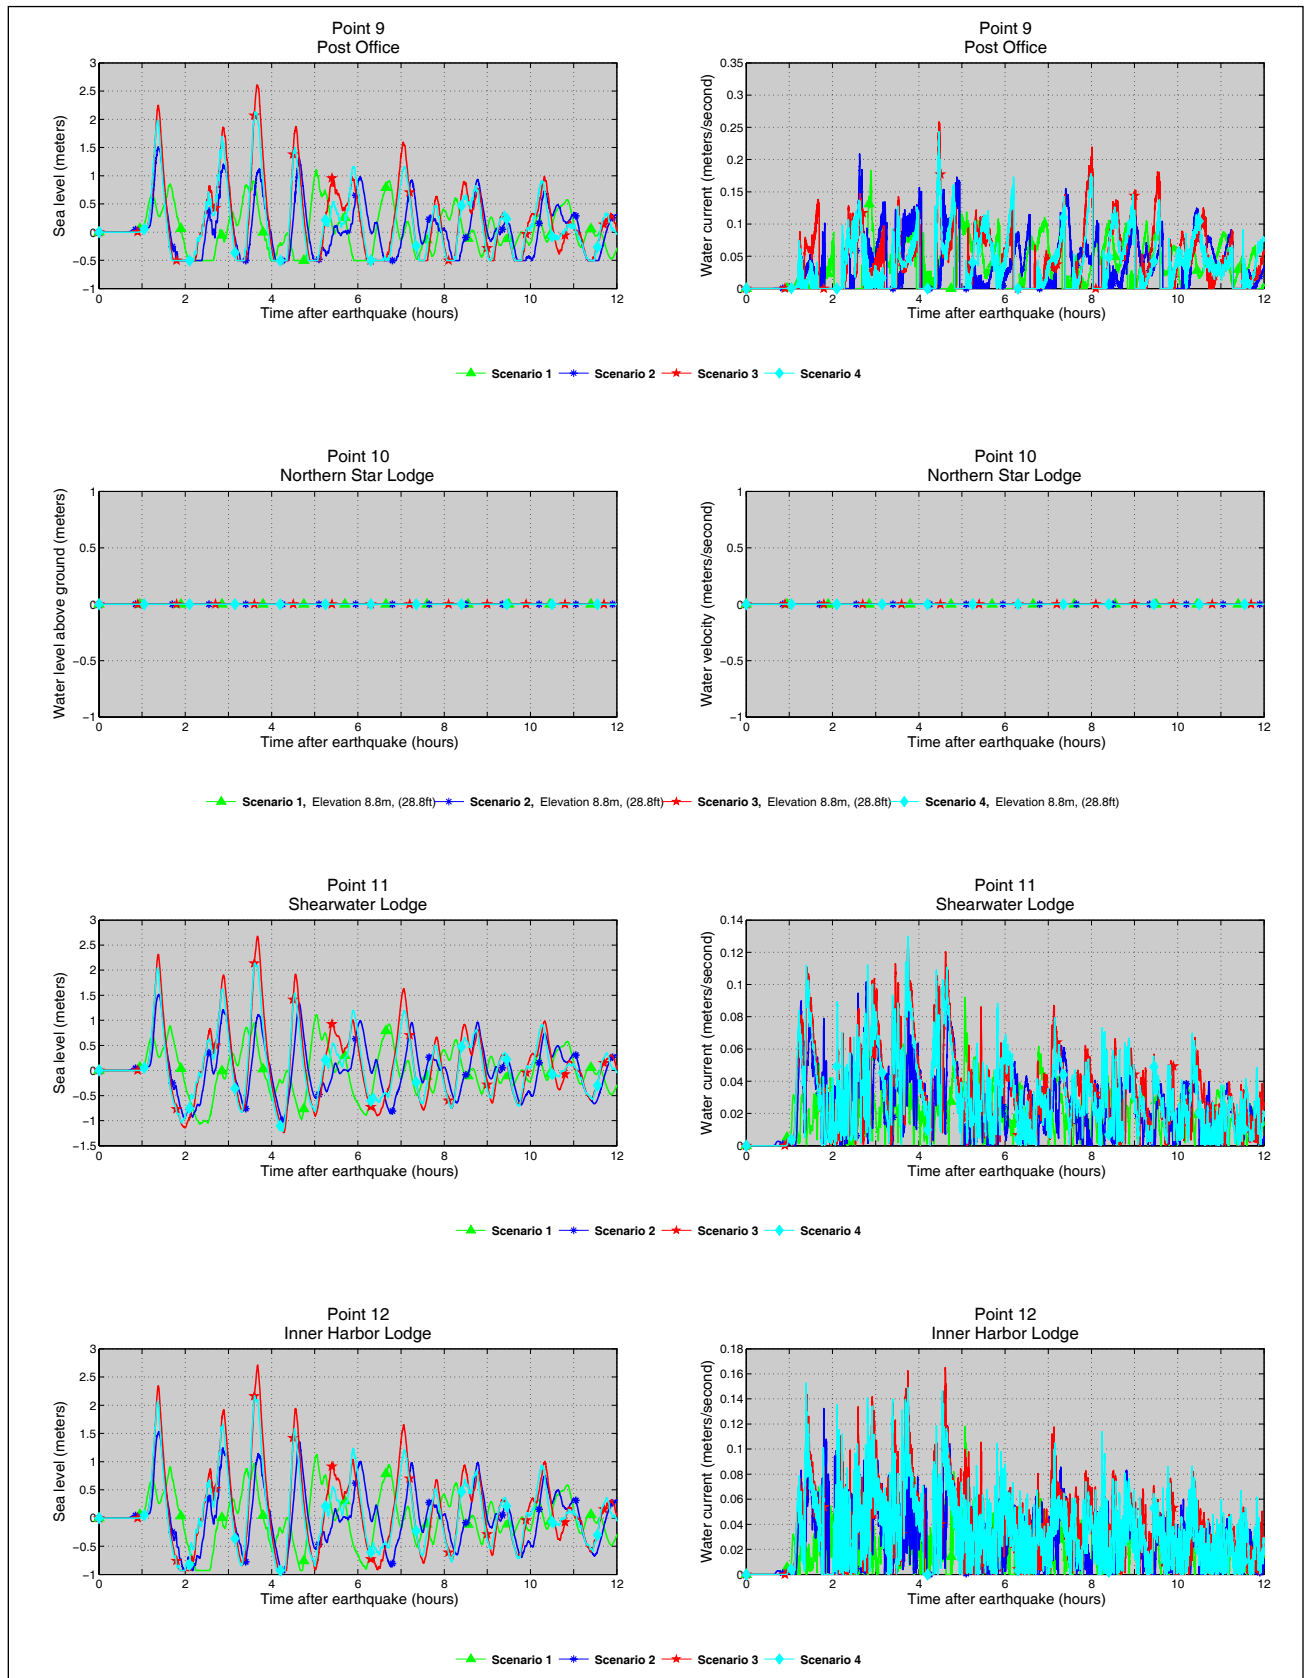 Point 9
Post Office
3
2.5
2
1.5
1
0.5
0
−0.5
−1
Sea level (meters)
0 2 4 6 8 10 12
Time after earthquake (hours)
Point 9
Post Office
0.35
0.3
0.25
0.2
0.15
0.1
0.05
0
Water current (meters/second)
0 2 4 6 8 10 12
Time after earthquake (hours)
Scenario 1 Scenario 2 Scenario 3 Scenario 4
Point 10
Northern Star Lodge
1
0.5
0
−0.5
−1
Water level above ground (meters)
0 2 4 6 8 10 12
Time after earthquake (hours)
Point 10
Northern Star Lodge
1
0.5
0
−0.5
−1
Water velocity (meters/second)
0 2 4 6 8 10 12
Time after earthquake (hours)
Scenario 1, Elevation 8.8m, (28.8ft) Scenario 2, Elevation 8.8m, (28.8ft) Scenario 3, Elevation 8.8m, (28.8ft) Scenario 4, Elevation 8.8m, (28.8ft)
Point 11
Shearwater Lodge
3
2.5
2
1.5
1
0.5
0
−0.5
−1
−1.5
Sea level (meters)
0 2 4 6 8 10 12
Time after earthquake (hours)
Point 11
Shearwater Lodge
0.14
0.12
0.1
0.08
0.06
0.04
0.02
0
Water current (meters/second)
0 2 4 6 8 10 12
Time after earthquake (hours)
Scenario 1 Scenario 2 Scenario 3 Scenario 4
Point 12
Inner Harbor Lodge
3
2.5
2
1.5
1
0.5
0
−0.5
−1
Sea level (meters)
0 2 4 6 8 10 12
Time after earthquake (hours)
Point 12
Inner Harbor Lodge
0.18
0.16
0.14
0.12
0.1
0.08
0.06
0.04
0.02
0
Water current (meters/second)
0 2 4 6 8 10 12
Time after earthquake (hours)
Scenario 1 Scenario 2 Scenario 3 Scenario 4